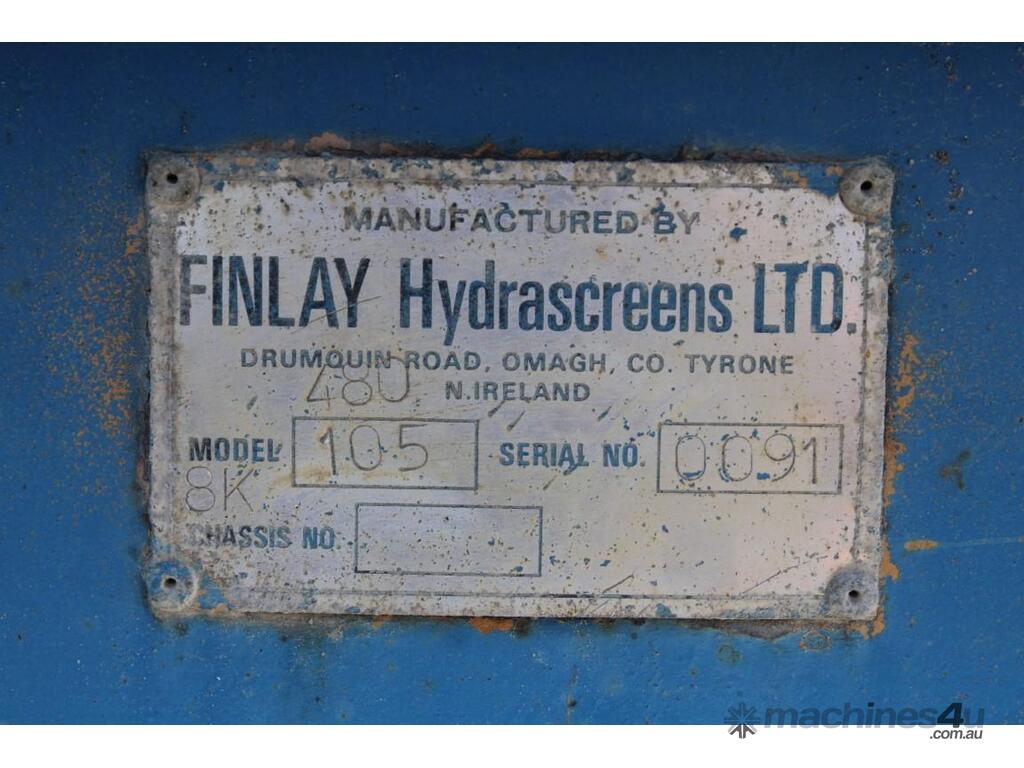 MANUFACTURED BY
FINLAY Hydrascreens LTD.
DRUMQUIN ROAD, OMAGH, CO. TYRONE
480 N.IRELAND
MODEL 105 SERIAL NO. 0091
8K
CHASSIS NO.
machines4u
.com.au